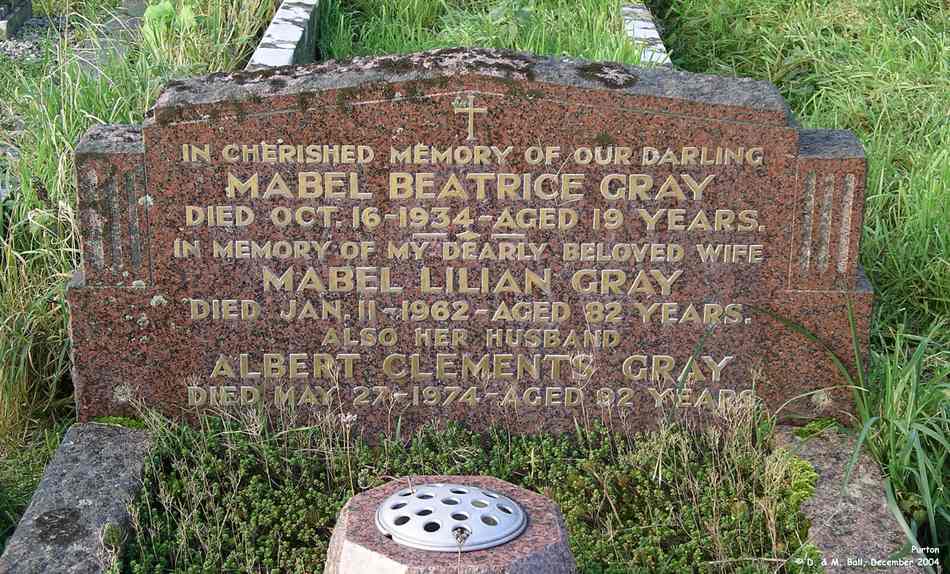 IN CHERISHED MEMORY OF OUR DARLING
MABEL BEATRICE GRAY
DIED OCT. 16-1934-AGED 19 YEARS.
IN MEMORY OF MY DEARLY BELOVED WIFE
MABEL LILIAN GRAY
DIED JAN. 11-1962-AGED 82 YEARS.
ALSO HER HUSBAND
ALBERT CLEMENTS GRAY
DIED MAY 27-1974-AGED 92 YEARS
Purton
© D. & M. Ball, December 2004